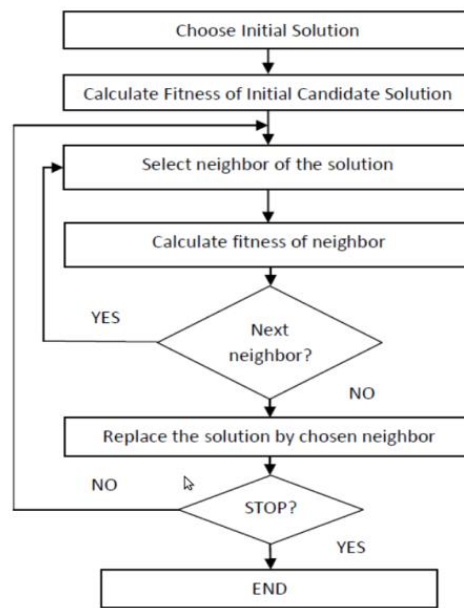 Choose Initial Solution
Calculate Fitness of Initial Candidate Solution
Select neighbor of the solution
Calculate fitness of neighbor
YES
Next
neighbor?
NO
Replace the solution by chosen neighbor
NO
STOP?
YES
END